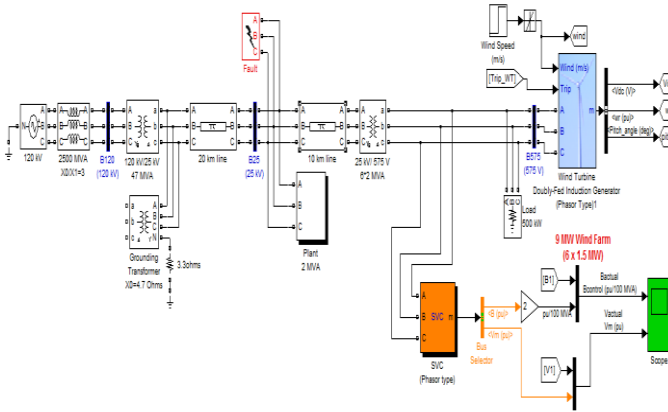 A
B
C
Fault
Wind Speed
(m/s)
wind
[Trip_WT]
Wind (m/s)
Trip
A
B
C
m
<Vdc (V)>
<wr (pu)
<Pitch_angle (deg)>
Wind Turbine
Doubly-Fed Induction Generator
(Phasor Type)1
N
A
B
C
120 kV
A
B
C
A
B
C
2500 MVA
X0/X1=3
A
B
C
a
b
c
B120
(120 kV)
A
B
C
a
b
c
120 kV/25 kV
47 MVA
A
B
C
A
B
C
20 km line
A
B
C
a
b
c
B25
(25 kV)
A
B
C
A
B
C
10 km line
A
B
C
a
b
c
25 kV/ 575 V
6*2 MVA
A
B
C
a
b
c
B575
(575 V)
a
b
c
A
B
C
N
Grounding
Transformer
X0=4.7 Ohms
3.3ohms
A
B
C
Plant
2 MVA
A
B
C
Load
500 kW
9 MW Wind Farm
(6 x 1.5 MW)
A
B
C
SVC
m
SVC
(Phasor type)
<B (pu)>
<Vm (pu)>
Bus
Selector
2
pu/100 MVA
[B1]
Bactual
Bcontrol (pu/100 MVA)
Vactual
Vm (pu)
[V1]
Scope